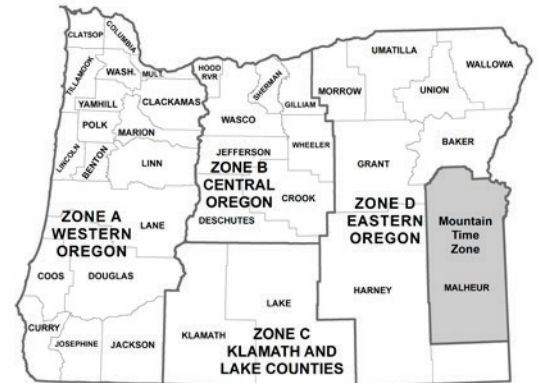 CLATSOP
COLUMBIA
TILLAMOOK
WASH.
MULT.
YAMHILL
CLACKAMAS
POLK
MARION
LINCOLN
BENTON
LINN
ZONE A
WESTERN
OREGON
LANE
COOS
DOUGLAS
CURRY
JOSEPHINE
JACKSON
HOOD
RVR
SHERMAN
GILLIAM
WASCO
JEFFERSON
WHEELER
ZONE B
CENTRAL
OREGON
CROOK
DESCHUTES
LAKE
KLAMATH
ZONE C
KLAMATH AND
LAKE COUNTIES
UMATILLA
WALLOWA
MORROW
UNION
BAKER
GRANT
ZONE D
EASTERN
OREGON
HARNEY
Mountain
Time
Zone
MALHEUR